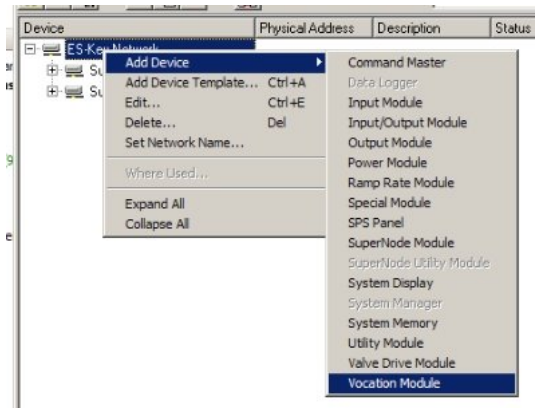 Device Physical Address Description Status
ES-Key Network
Su
Su
Add Device
Add Device Template... Ctrl+A
Edit... Ctrl+E
Delete... Del
Set Network Name...
Where Used...
Expand All
Collapse All
Command Master
Data Logger
Input Module
Input/Output Module
Output Module
Power Module
Ramp Rate Module
Special Module
SPS Panel
SuperNode Module
SuperNode Utility Module
System Display
System Manager
System Memory
Utility Module
Valve Drive Module
Vocation Module